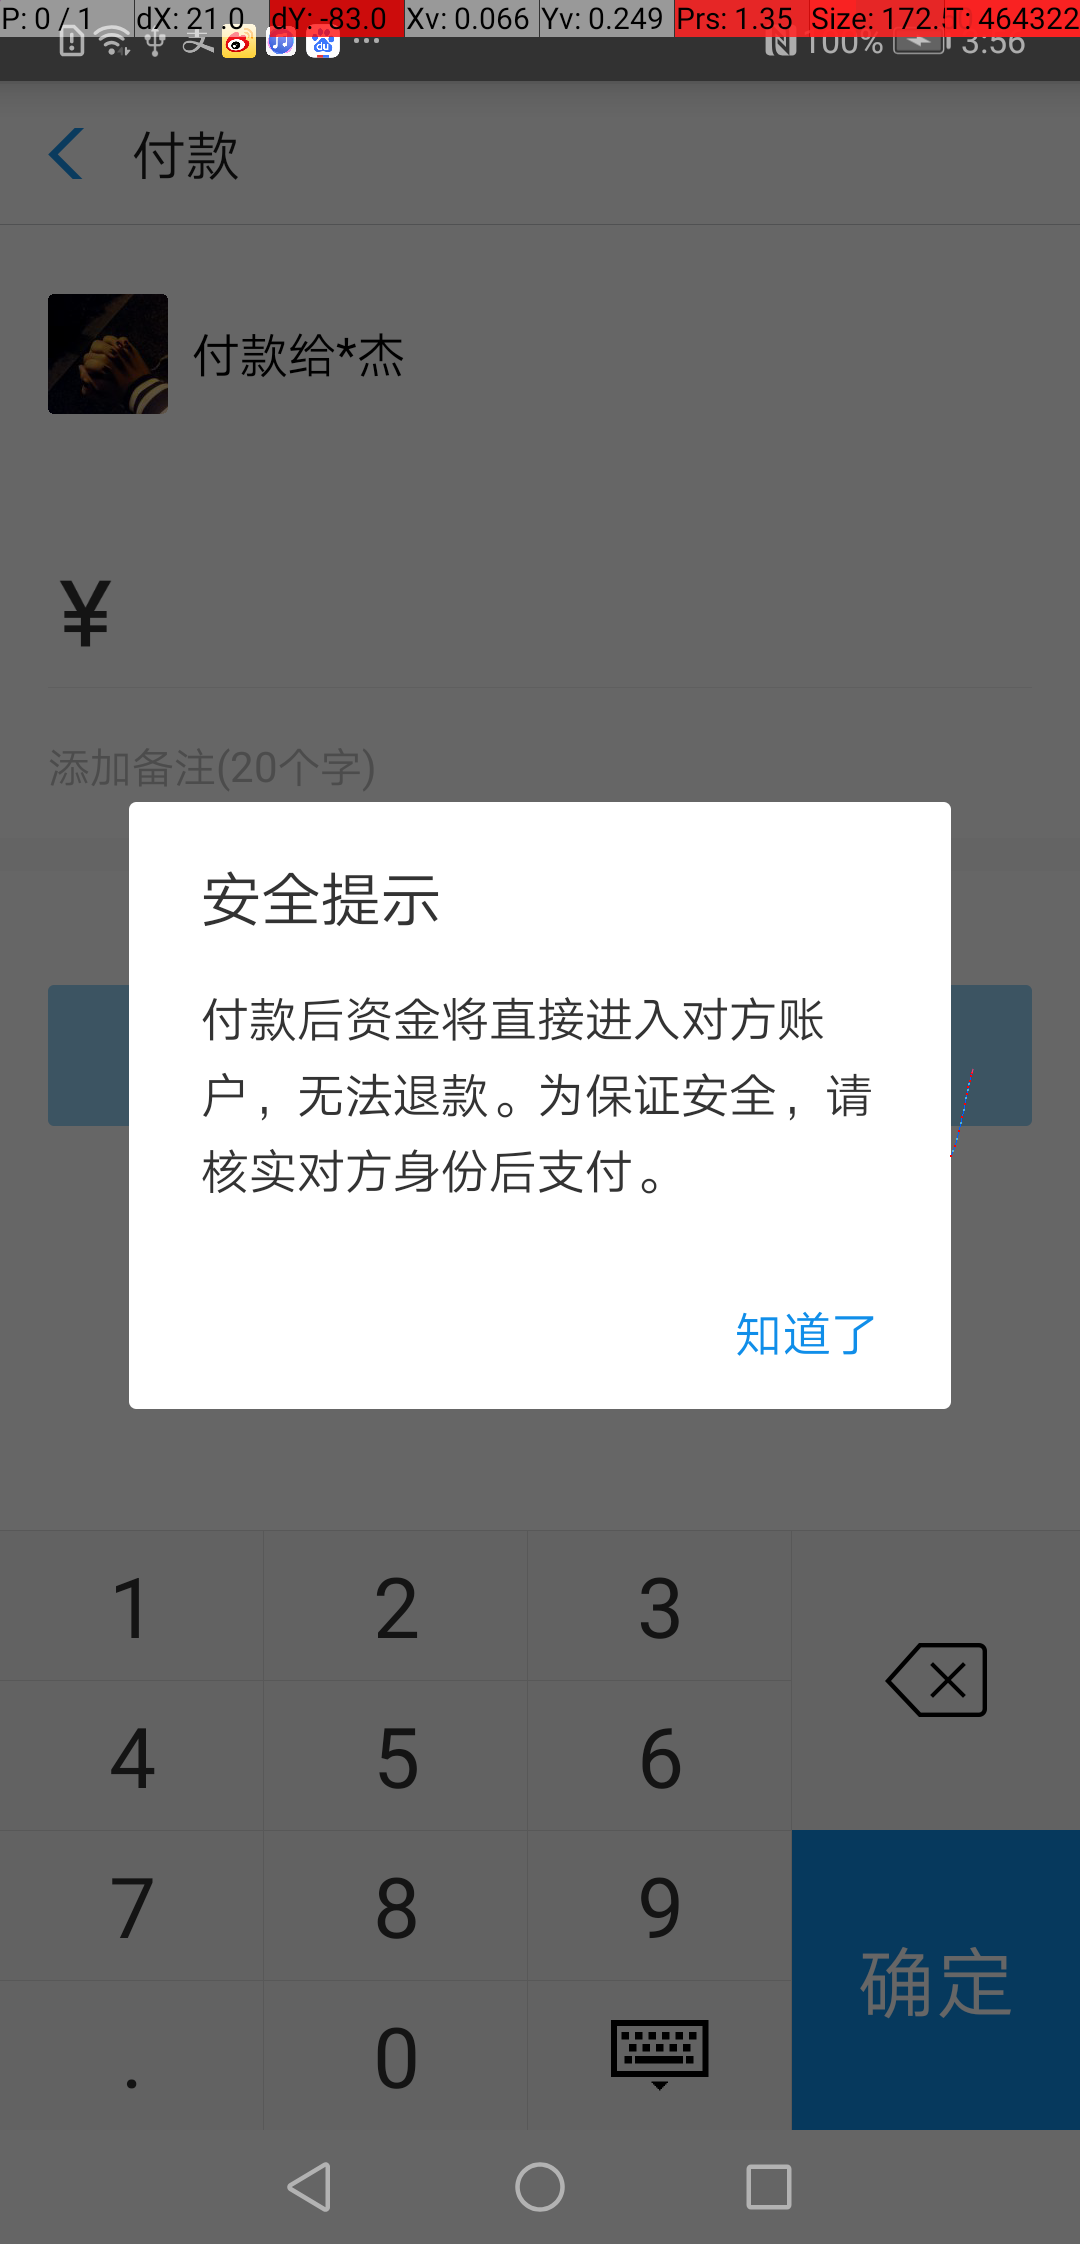 P: 0 / 1 dX: 21.0 dY: -83.0 Xv: 0.066 Yv: 0.249 Prs: 1.35 Size: 172. T: 464322
支 du 100% 3:56
付款
付款给*杰
¥
添加备注(20个字)
安全提示
付款后资金将直接进入对方账
户，无法退款。为保证安全，请
核实对方身份后支付。
知道了
1 2 3
4 5 6
7 8 9
确定
. 0